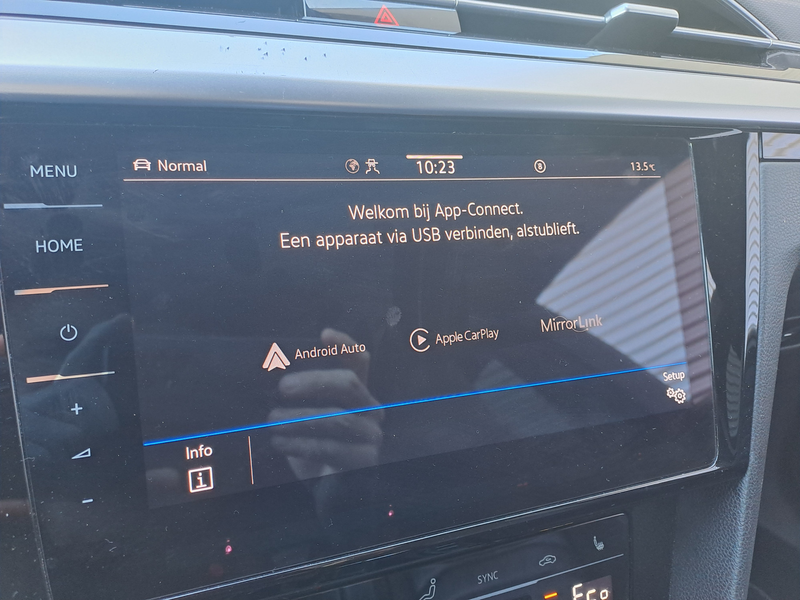 MENU
Normal
10:23
13.5°C
HOME
Welkom bij App-Connect.
Een apparaat via USB verbinden, alstublieft.
Android Auto
Apple CarPlay
MirrorLink
Setup
Info
SYNC
Eco